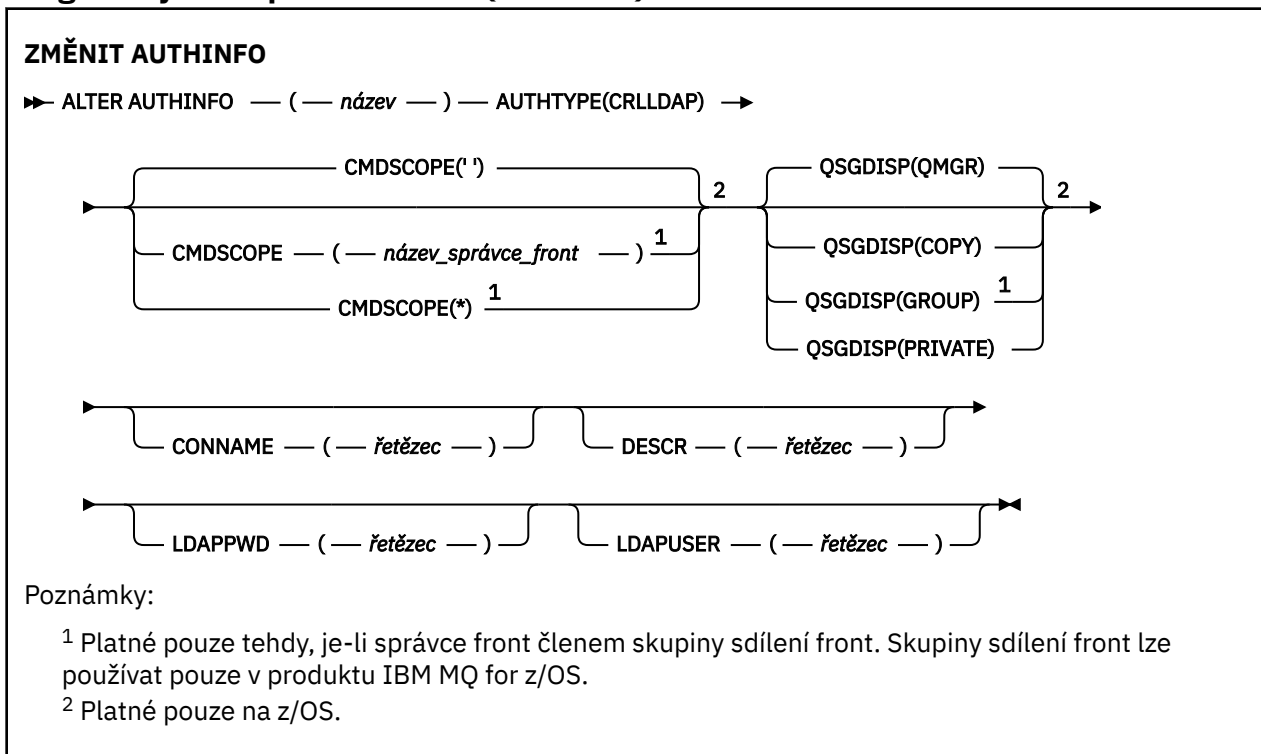 ZMĚNIT AUTHINFO
ALTER AUTHINFO — ( — název — ) — AUTHTYPE(CRLLDAP)
CMDSCOPE(' ')
CMDSCOPE — ( — název_správce_front — ) 1
CMDSCOPE(*) 1
2
QSGDISP(QMGR)
QSGDISP(COPY)
QSGDISP(GROUP) 1
QSGDISP(PRIVATE)
2
CONNAME — ( — řetězec — )
DESCR — ( — řetězec — )
LDAPPWD — ( — řetězec — )
LDAPUSER — ( — řetězec — )
Poznámky:
1 Platné pouze tehdy, je-li správce front členem skupiny sdílení front. Skupiny sdílení front lze
používat pouze v produktu IBM MQ for z/OS.
2 Platné pouze na z/OS.